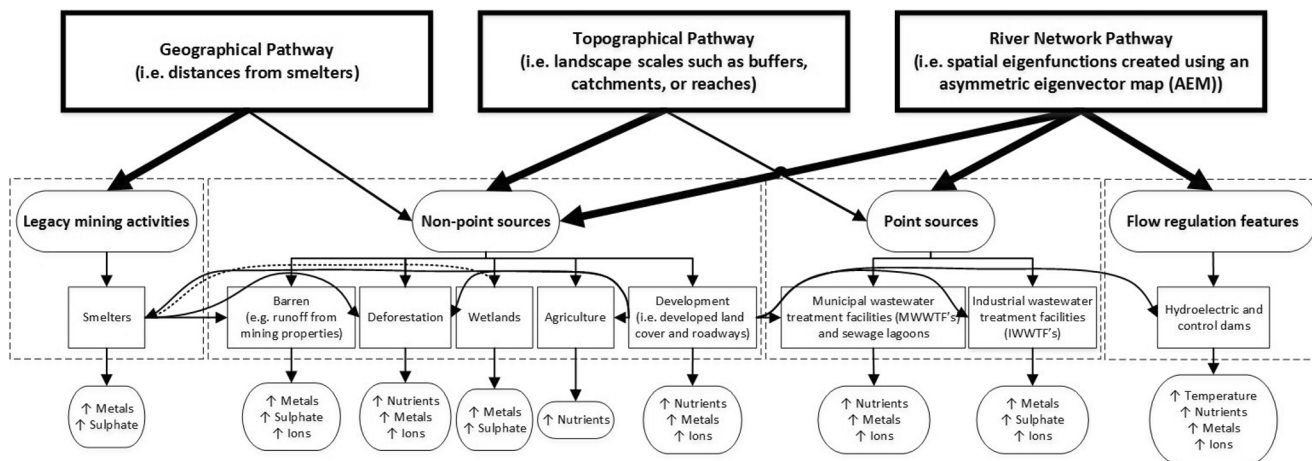 Geographical Pathway
(i.e. distances from smelters)
Topographical Pathway
(i.e. landscape scales such as buffers,
catchments, or reaches)
River Network Pathway
(i.e. spatial eigenfunctions created using an
asymmetric eigenvector map (AEM))
Legacy mining activities
Non-point sources
Point sources
Flow regulation features
Smelters
Barren
(e.g. runoff from
mining properties)
Deforestation
Wetlands
Agriculture
Development
(i.e. developed land
cover and roadways)
Municipal wastewater
treatment facilities (MWWTF's)
and sewage lagoons
Industrial wastewater
treatment facilities
(IWWTF's)
Hydroelectric and
control dams
↑ Metals
↑ Sulphate
↑ Metals
↑ Sulphate
↑ Ions
↑ Nutrients
↑ Metals
↑ Ions
↑ Metals
↑ Sulphate
↑ Nutrients
↑ Nutrients
↑ Metals
↑ Ions
↑ Nutrients
↑ Metals
↑ Ions
↑ Metals
↑ Sulphate
↑ Ions
↑ Temperature
↑ Nutrients
↑ Metals
↑ Ions